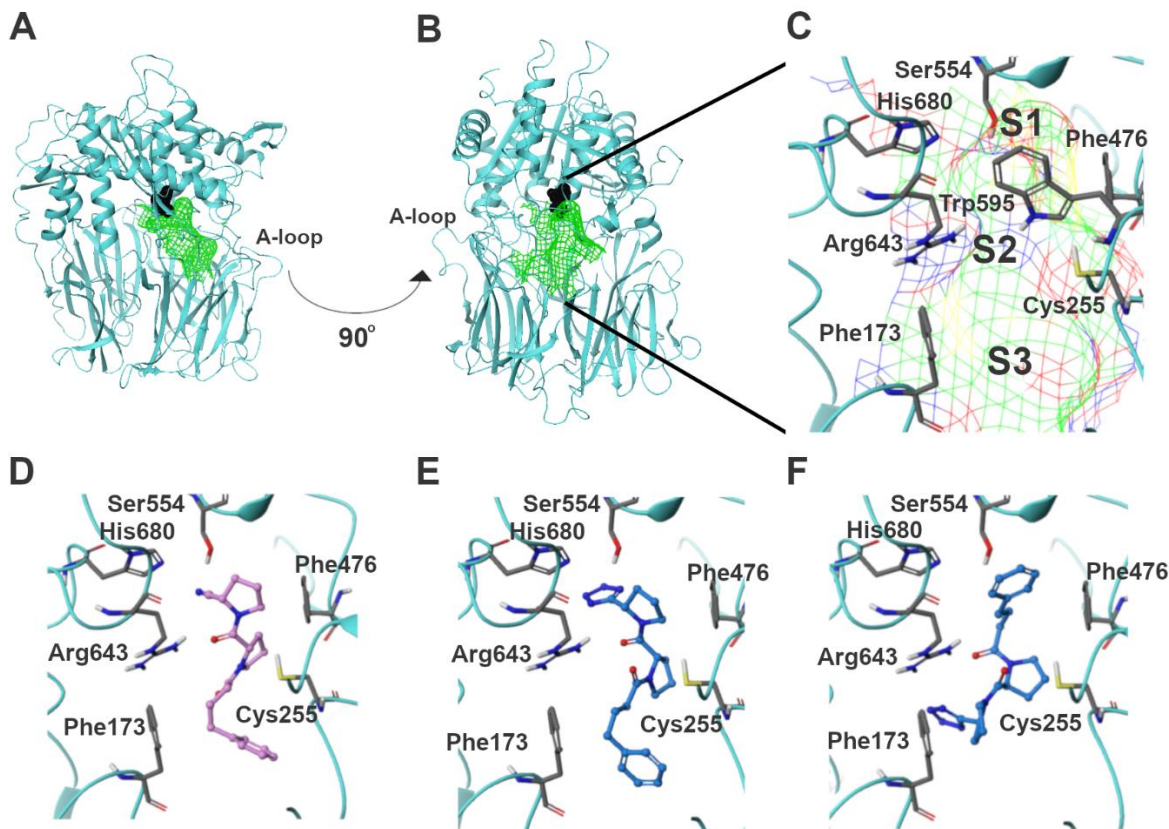 A
B
C
A-loop
A-loop
90°
Ser554
His680
S1
Phe476
Trp595
Arg643
S2
Cys255
Phe173
S3
D
E
F
Ser554
His680
Phe476
Arg643
Cys255
Phe173
Ser554
His680
Phe476
Arg643
Cys255
Phe173
Ser554
His680
Phe476
Arg643
Cys255
Phe173